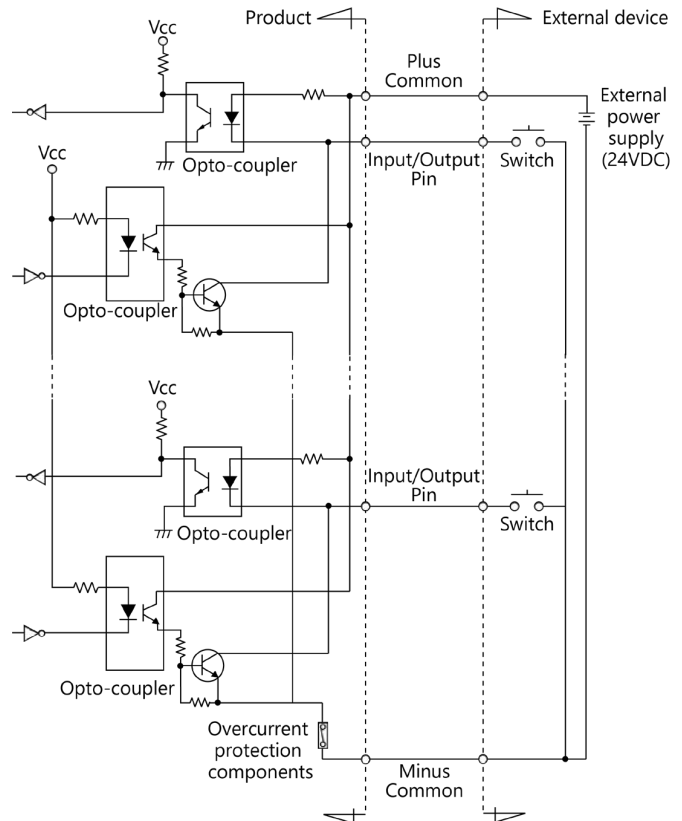 Product
External device
Vcc
Plus
Common
External
power
supply
(24VDC)
Opto-coupler
Input/Output
Pin
Switch
Vcc
Opto-coupler
Vcc
Input/Output
Pin
Switch
Opto-coupler
Opto-coupler
Overcurrent
protection
components
Minus
Common